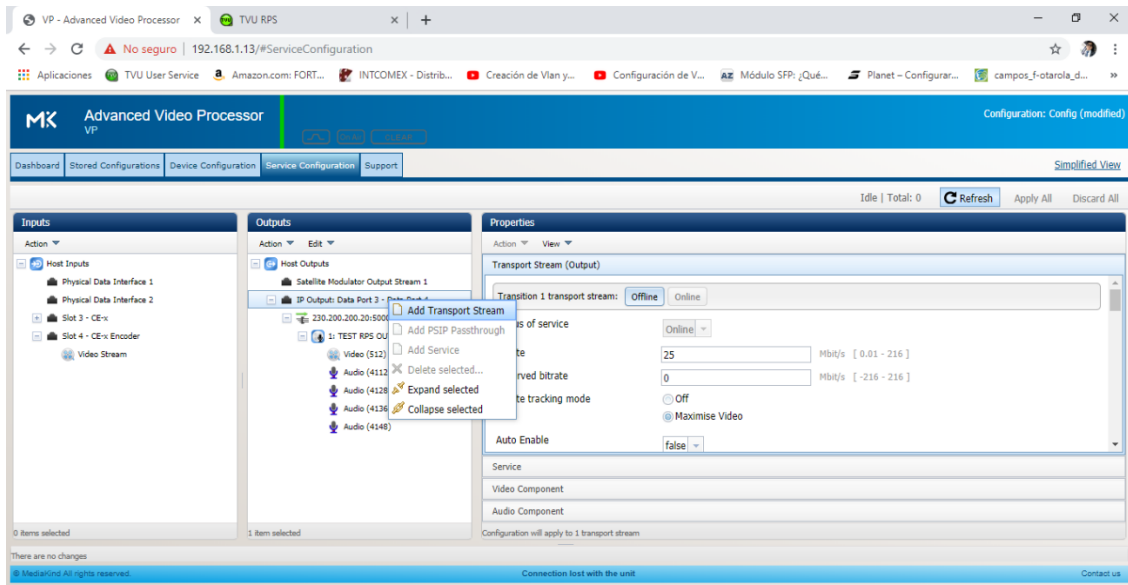 VP - Advanced Video Processor
TVU RPS
No seguro | 192.168.1.13/#ServiceConfiguration
Aplicaciones TVU User Service Amazon.com: FORT... INTCOMEX - Distrib... Creación de Vlan y... Configuración de V... Módulo SFP: ¿Qué... Planet – Configurar... campos_f-otarola_d... »
MK Advanced Video Processor
VP
Configuration: Config (modified)
CLEAR
Dashboard Stored Configurations Device Configuration Service Configuration Support Simplified View
Idle | Total: 0 Refresh Apply All Discard All
Inputs
Action
Host Inputs
Physical Data Interface 1
Physical Data Interface 2
Slot 3 - CE-x
Slot 4 - CE-x Encoder
Video Stream
0 items selected
Outputs
Action Edit
Host Outputs
Satellite Modulator Output Stream 1
IP Output: Data Port 3 - Data Port 4
230.200.200.20:5000
1: TEST RPS OU
Video (512)
Audio (4112
Audio (4128
Audio (4136
Audio (4148)
1 item selected
Add Transport Stream
Add PSIP Passthrough
Add Service
Delete selected...
Expand selected
Collapse selected
Properties
Action View
Transport Stream (Output)
Transition 1 transport stream: Offline Online
us of service Online
te 25 Mbit/s [ 0.01 - 216 ]
rved bitrate 0 Mbit/s [ -216 - 216 ]
te tracking mode Off
Maximise Video
Auto Enable false
Service
Video Component
Audio Component
Configuration will apply to 1 transport stream
There are no changes
© MediaKind All rights reserved. Connection lost with the unit Contact us